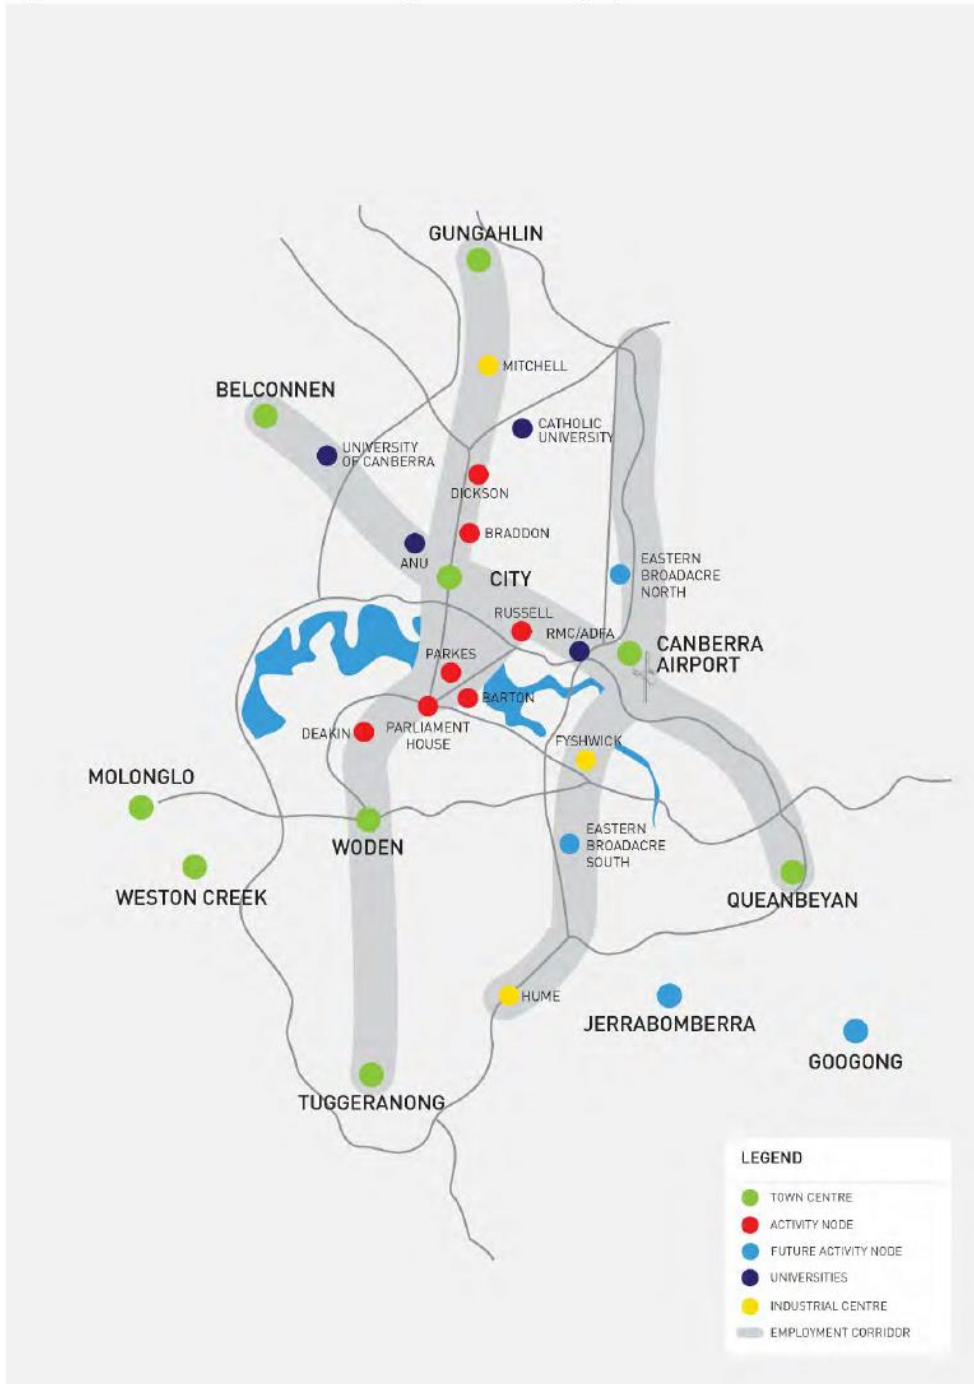 GUNGAHLIN
MITCHELL
BELCONNEN
CATHOLIC
UNIVERSITY
UNIVERSITY
OF CANBERRA
DICKSON
BRADDON
ANU
CITY
EASTERN
BROADACRE
NORTH
RUSSELL
RMC/ADFA
CANBERRA
AIRPORT
PARKES
BARTON
DEAKIN
PARLIAMENT
HOUSE
FYSHWICK
MOLONGLO
EASTERN
BROADACRE
SOUTH
WODEN
WESTON CREEK
QUEANBEYAN
HUME
JERRABOMBERRA
GOOGONG
TUGGERANONG
LEGEND
TOWN CENTRE
ACTIVITY NODE
FUTURE ACTIVITY NODE
UNIVERSITIES
INDUSTRIAL CENTRE
EMPLOYMENT CORRIDOR